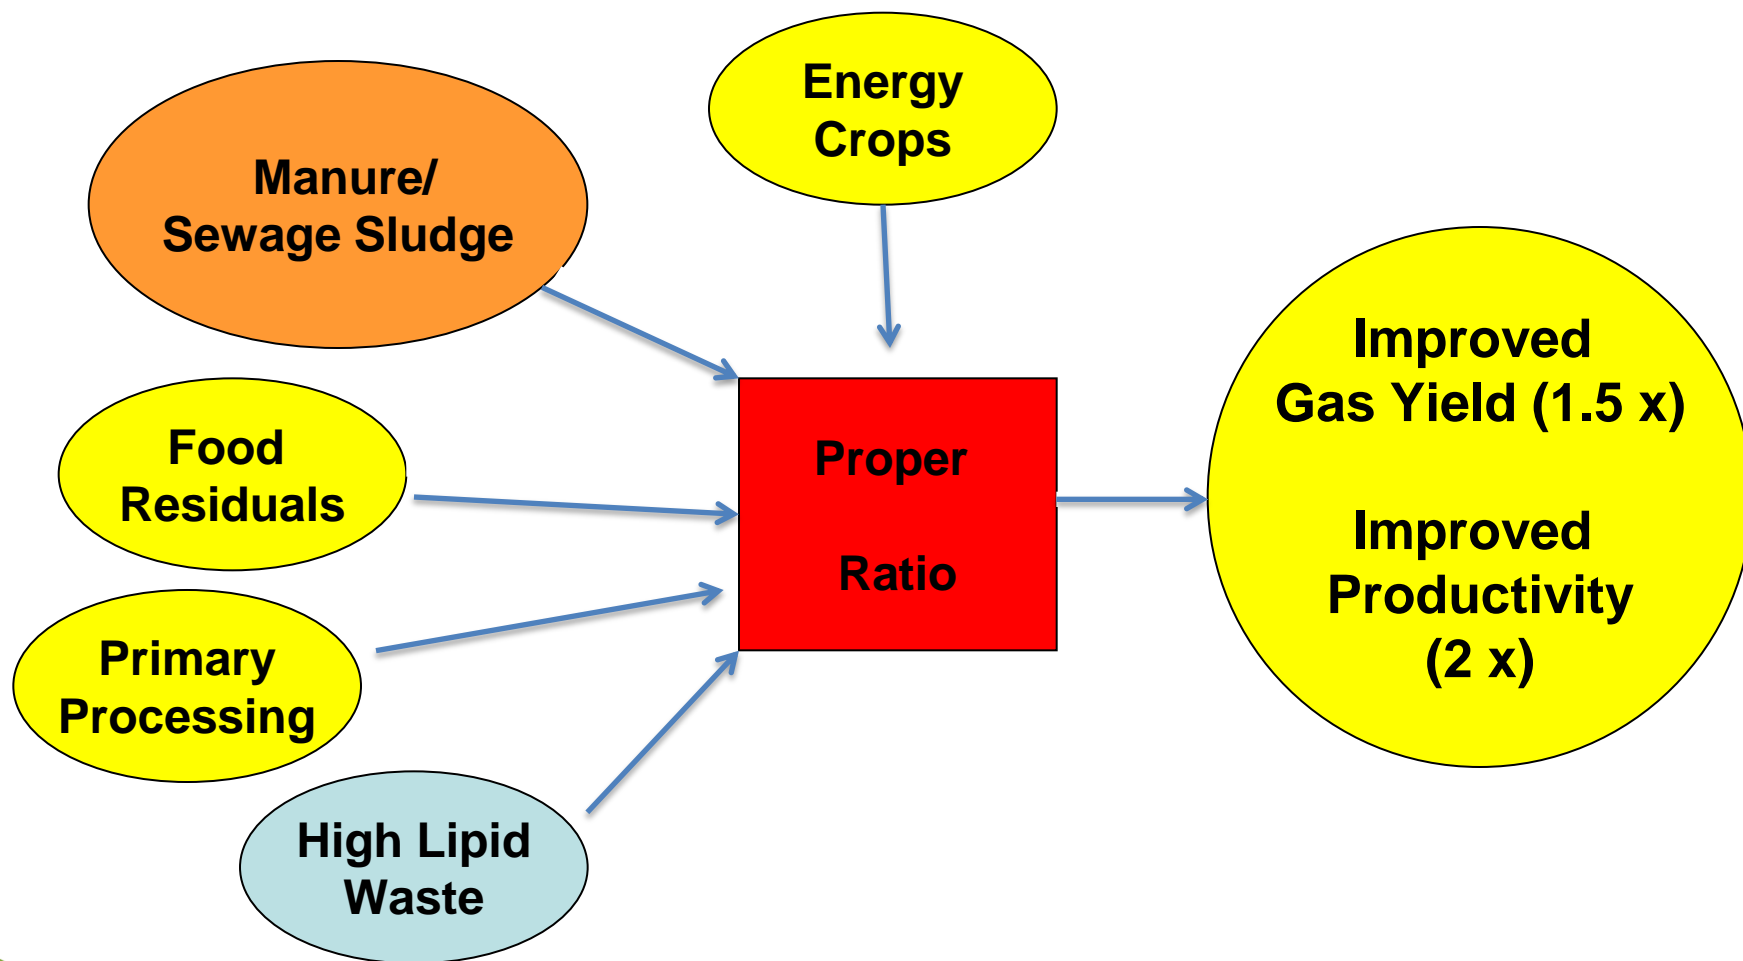 Energy
Crops
Manure/
Sewage Sludge
Food
Residuals
Primary
Processing
High Lipid
Waste
Proper
Ratio
Improved
Gas Yield (1.5 x)
Improved
Productivity
(2 x)